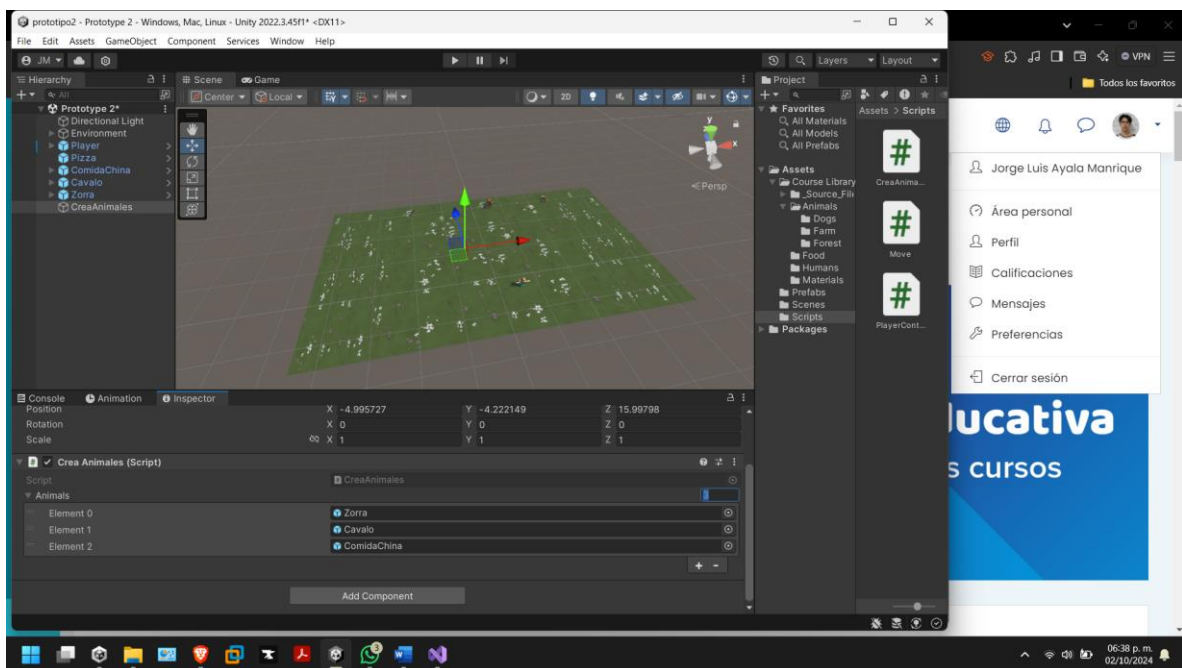 prototipo2 - Prototype 2 - Windows, Mac, Linux - Unity 2022.3.45f1* <DX11>
File Edit Assets GameObject Component Services Window Help
JM
Layers
Layout
Hierarchy
All
Prototype 2*
Directional Light
Environment
Player
Pizza
ComidaChina
Cavalo
Zorra
CreaAnimales
Scene
Game
Center
Local
2D
y
x
Persp
Project
Favorites
All Materials
All Models
All Prefabs
Assets
Course Library
_Source_File
Animals
Dogs
Farm
Forest
Food
Humans
Materials
Prefabs
Scenes
Scripts
Packages
Assets > Scripts
CreaAnima...
Move
PlayerCont...
Console
Animation
Inspector
Position X -4.995727 Y -4.222149 Z 15.99798
Rotation X 0 Y 0 Z 0
Scale X 1 Y 1 Z 1
Crea Animales (Script)
Script CreaAnimales
Animals
Element 0 Zorra
Element 1 Cavalo
Element 2 ComidaChina
Add Component
VPN
Todos los favoritos
Jorge Luis Ayala Manrique
Área personal
Perfil
Calificaciones
Mensajes
Preferencias
Cerrar sesión
ucativa
s cursos
3
06:38 p. m.
02/10/2024